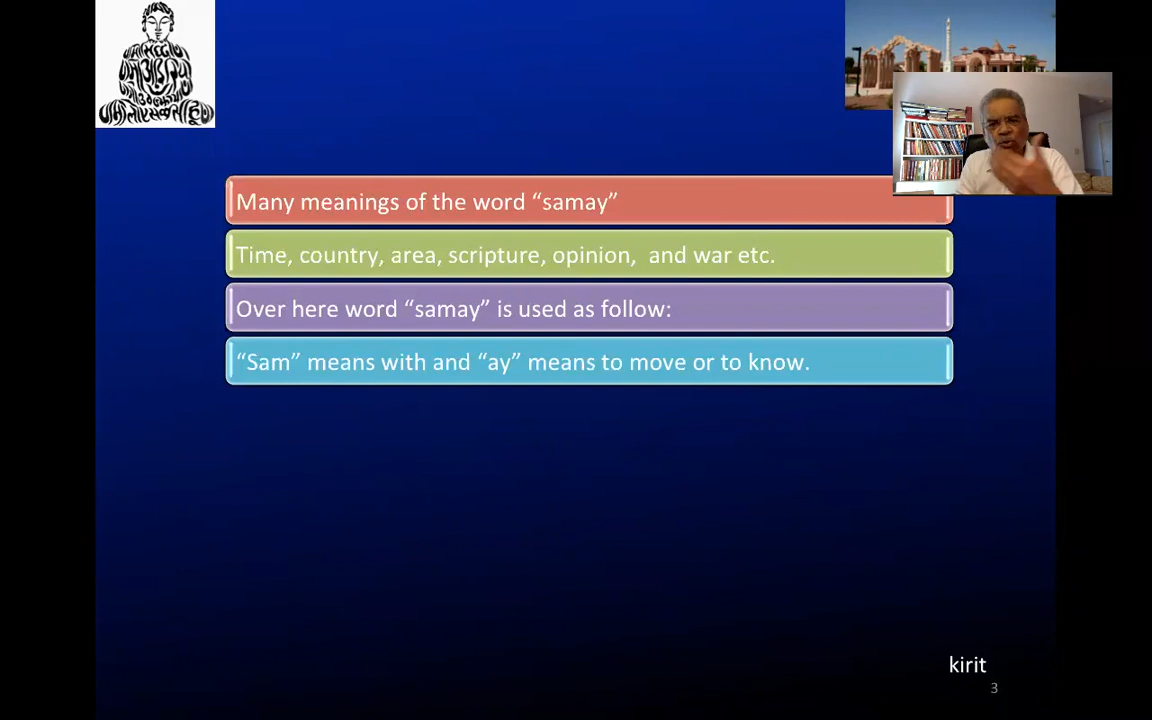 Many meanings of the word “samay”
Time, country, area, scripture, opinion,  and war etc.
Over here word “samay” is used as follow:
“Sam” means with and “ay” means to move or to know.
kirit
3